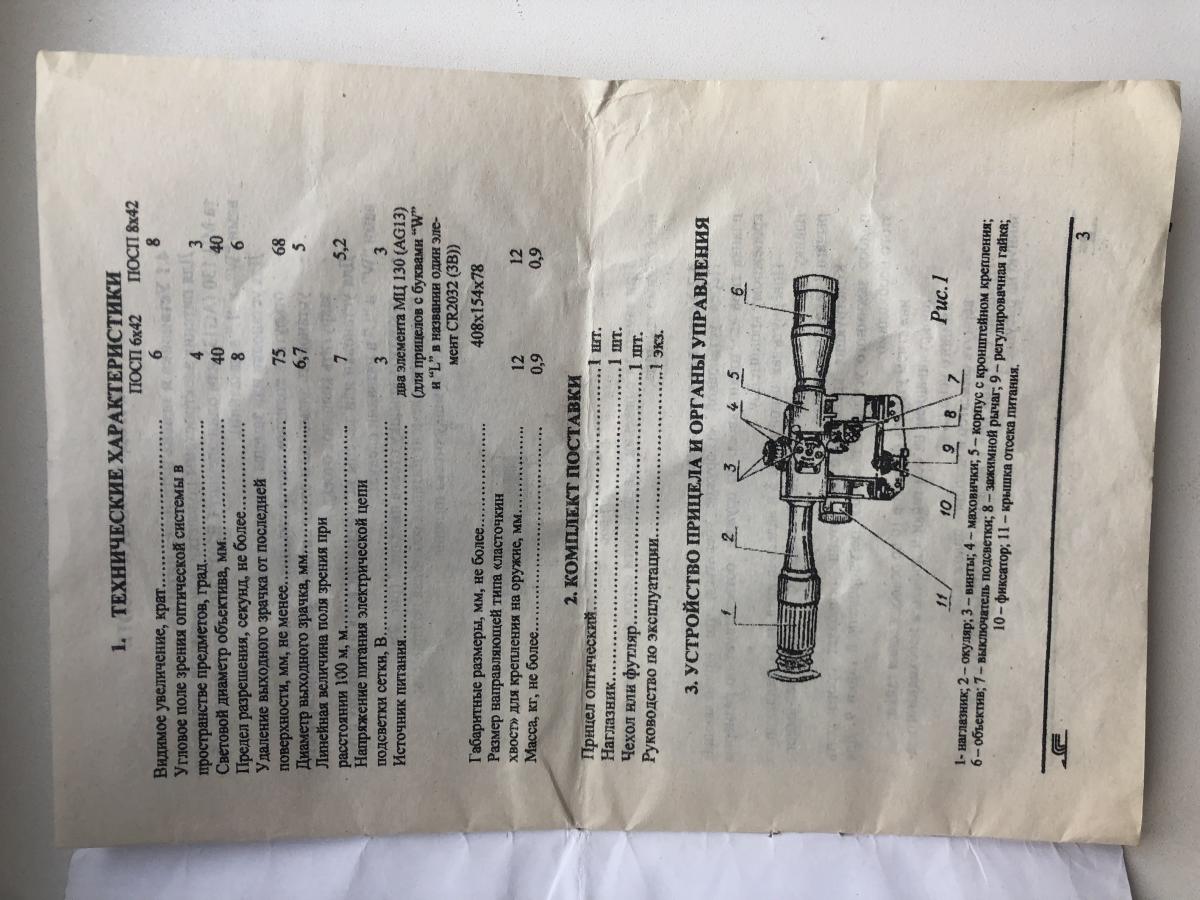 1. ТЕХНИЧЕСКИЕ ХАРАКТЕРИСТИКИ
ПОСП 6х42 ПОСП 8х42
Видимое увеличение, крат........................ 6 8
Угловое поле зрения оптической системы в
пространстве предметов, град................... 4 3
Световой диаметр объектива, мм.............. 40 40
Предел разрешения, секунд, не более........... 8 6
Удаление выходного зрачка от последней
поверхности, мм, не менее........................ 75 68
Диаметр выходного зрачка, мм.................. 6,7 5
Линейная величина поля зрения при
расстоянии 100 м, м................................ 7 5,2
Напряжение питания электрической цепи
подсветки сетки, В................................. 3 3
Источник питания.......................... два элемента МЦ 130 (AG13)
(для прицелов с буквами "W"
и "L" в названии один эле-
мент CR2032 (3В))
Габаритные размеры, мм, не более............... 408х154х78
Размер направляющей типа «ласточкин
хвост» для крепления на оружие, мм............. 12 12
Масса, кг, не более................................ 0,9 0,9
2. КОМПЛЕКТ ПОСТАВКИ
Прицел оптический....................................1 шт.
Наглазник..............................................1 шт.
Чехол или футляр.....................................1 шт.
Руководство по эксплуатации.......................1 экз.
3. УСТРОЙСТВО ПРИЦЕЛА И ОРГАНЫ УПРАВЛЕНИЯ
1 2 3 4 5 6
11 10 9 8 7
Рис.1
1- наглазник; 2 – окуляр; 3 – винты; 4 – маховички; 5 – корпус с кронштейном крепления;
6 – объектив; 7 – выключатель подсветки; 8 – зажимной рычаг; 9 – регулировачная гайка;
10 – фиксатор; 11 – крышка отсека питания.
3